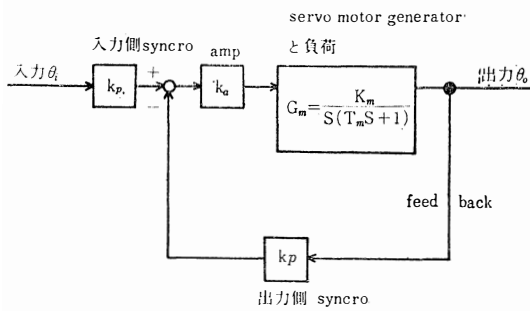 servo motor generator
と負荷
入力側syncro
amp
入力θi
kp.
+
−
ka
Gm=Km/S(TmS+1)
出力θo
feed back
kp
出力側 syncro